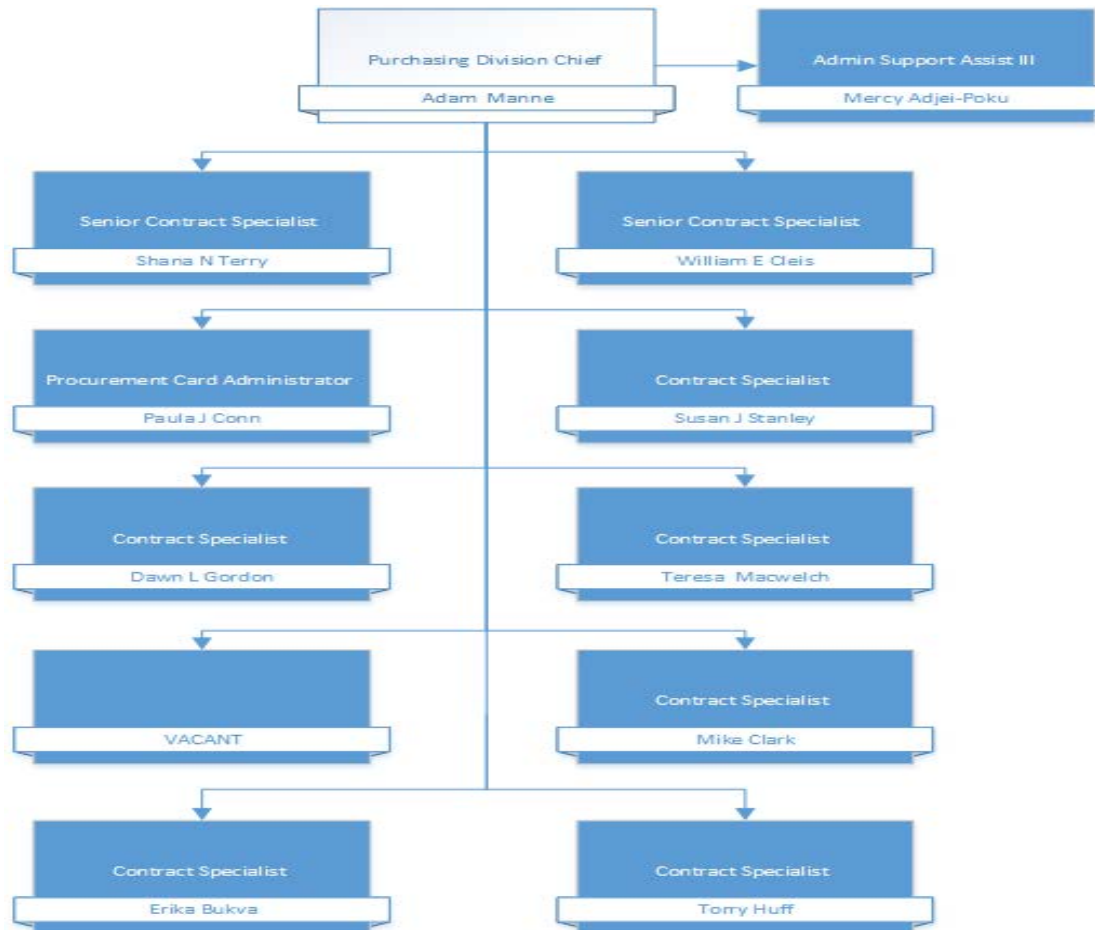 Purchasing Division Chief
Adam Manne
Admin Support Assist III
Mercy Adjei-Poku
Senior Contract Specialist
Shana N Terry
Senior Contract Specialist
William E Cleis
Procurement Card Administrator
Paula J Conn
Contract Specialist
Susan J Stanley
Contract Specialist
Dawn L Gordon
Contract Specialist
Teresa Macwelch
VACANT
Contract Specialist
Mike Clark
Contract Specialist
Erika Bukva
Contract Specialist
Torry Huff